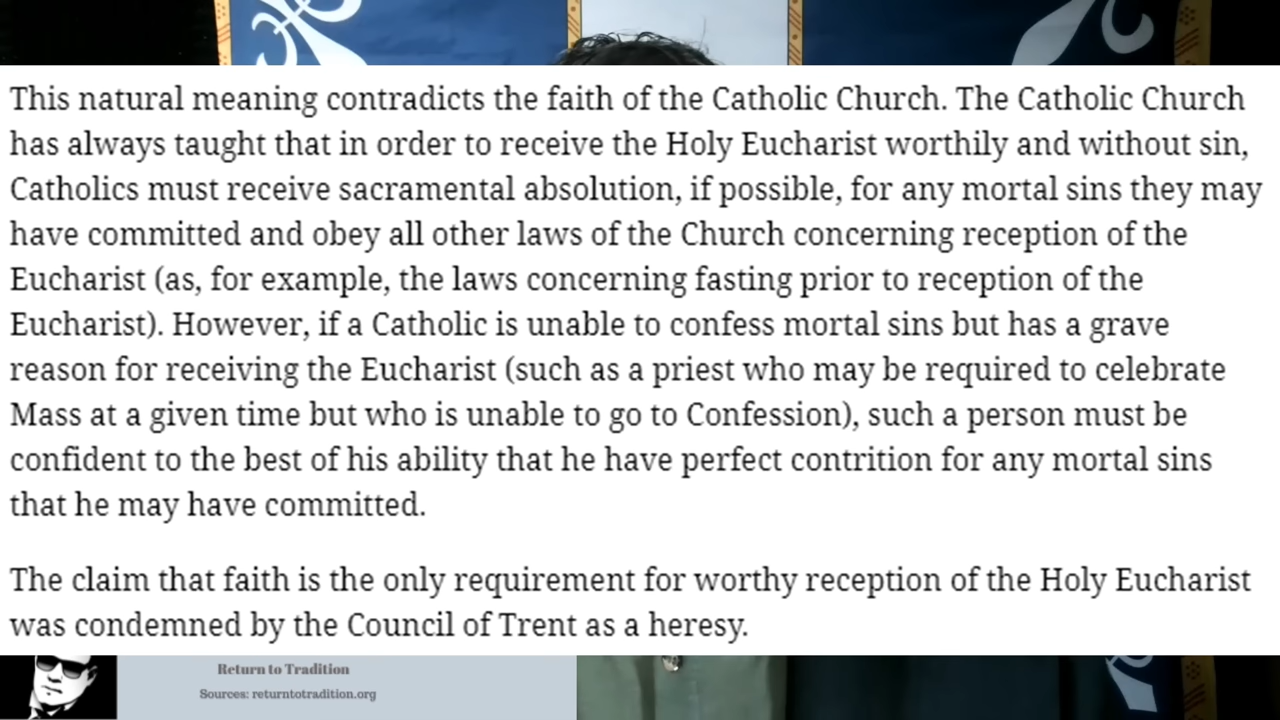 This natural meaning contradicts the faith of the Catholic Church. The Catholic Church
has always taught that in order to receive the Holy Eucharist worthily and without sin,
Catholics must receive sacramental absolution, if possible, for any mortal sins they may
have committed and obey all other laws of the Church concerning reception of the
Eucharist (as, for example, the laws concerning fasting prior to reception of the
Eucharist). However, if a Catholic is unable to confess mortal sins but has a grave
reason for receiving the Eucharist (such as a priest who may be required to celebrate
Mass at a given time but who is unable to go to Confession), such a person must be
confident to the best of his ability that he have perfect contrition for any mortal sins
that he may have committed.
The claim that faith is the only requirement for worthy reception of the Holy Eucharist
was condemned by the Council of Trent as a heresy.
Return to Tradition
Sources: returntotradition.org